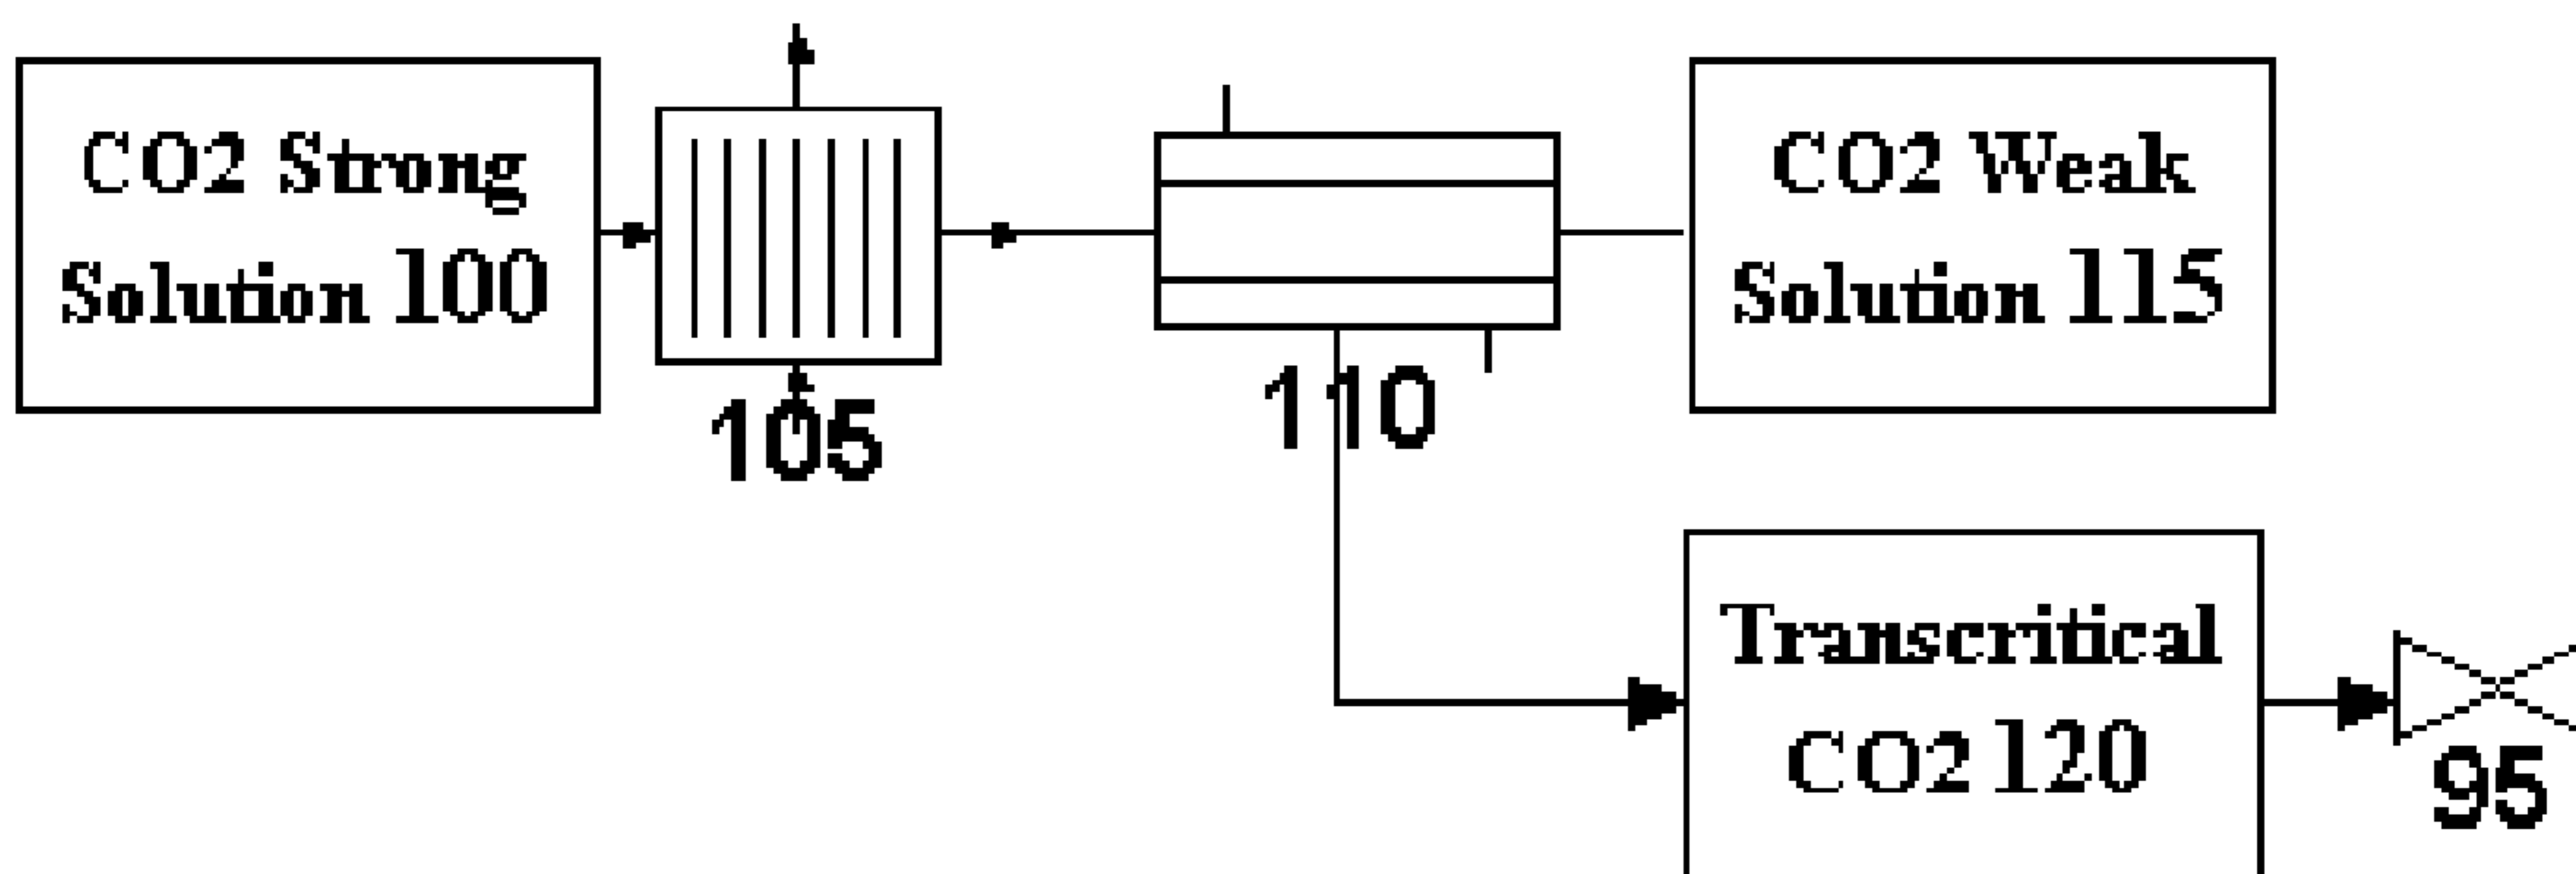 CO2 Strong
Solution 100
105
110
CO2 Weak
Solution 115
Transcritical
CO2 120
95